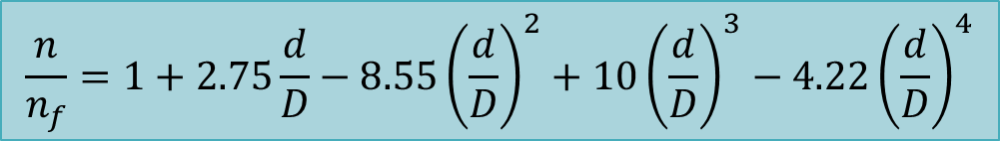 n/n_f = 1 + 2.75 d/D − 8.55 (d/D)^2 + 10 (d/D)^3 − 4.22 (d/D)^4